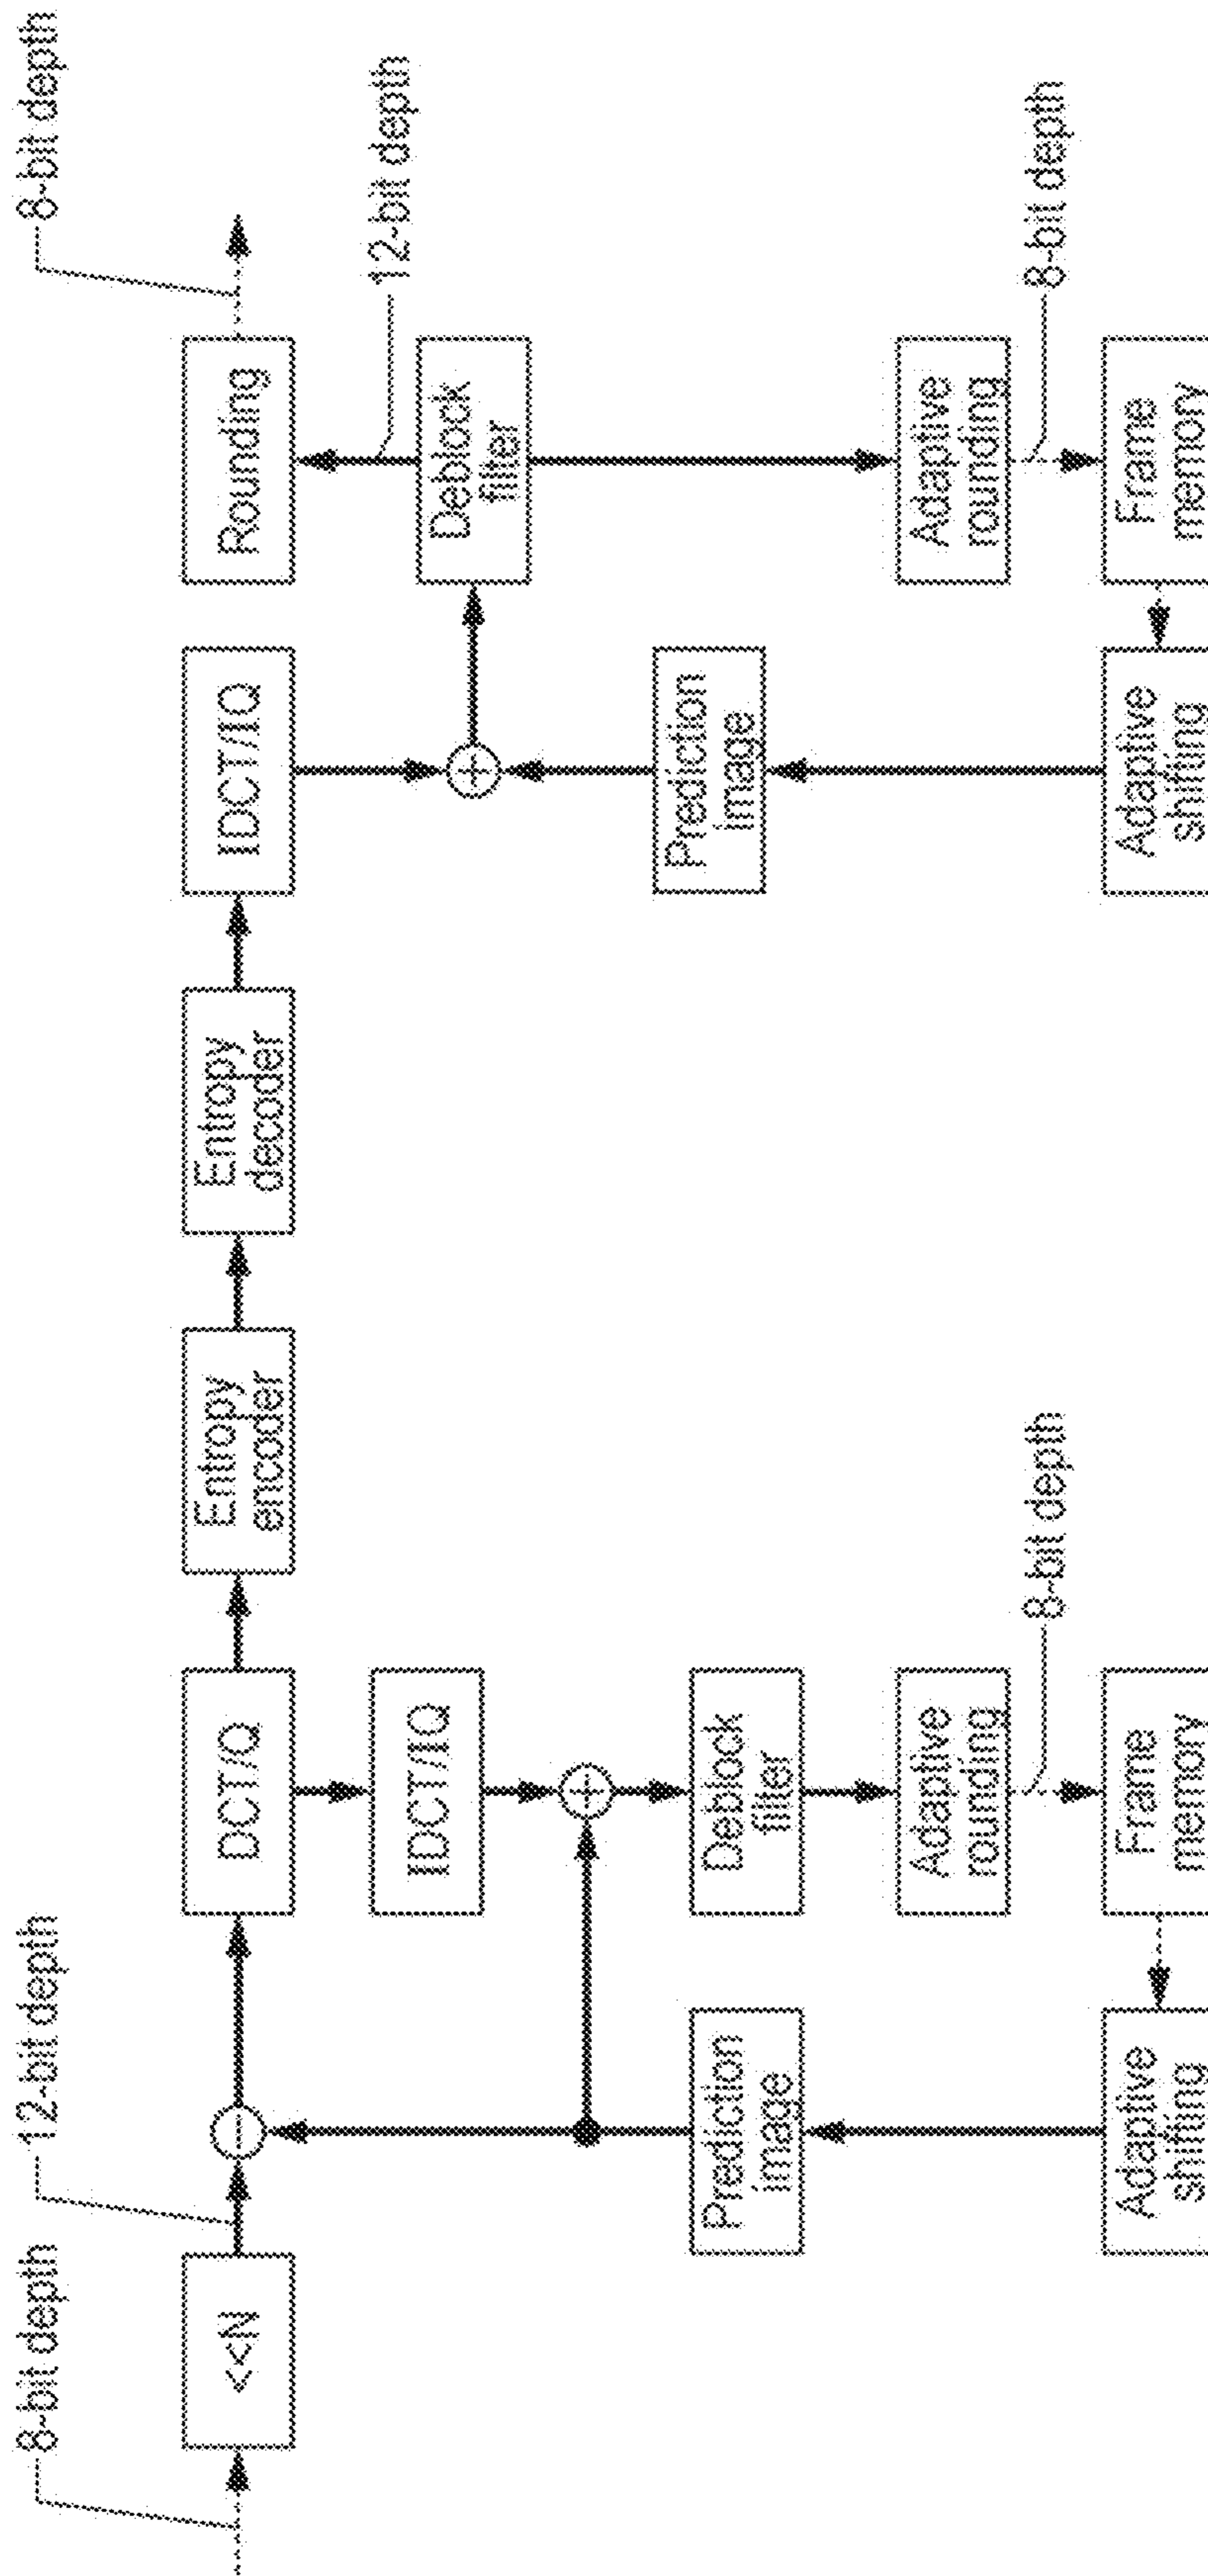 8-bit depth
12-bit depth
8-bit depth
<<N
DCT/Q
Entropy
encoder
Entropy
decoder
IDCT/IQ
Rounding
12-bit depth
IDCT/IQ
Deblock
filter
Prediction
image
Deblock
filter
Prediction
image
Adaptive
rounding
8-bit depth
Adaptive
rounding
8-bit depth
Adaptive
shifting
Frame
memory
Adaptive
shifting
Frame
memory